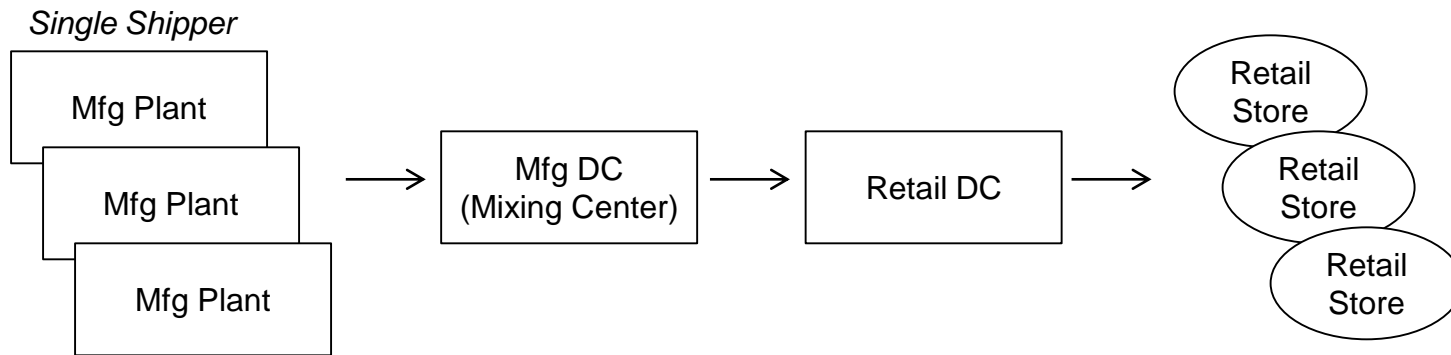 Single Shipper
Mfg Plant
Mfg Plant
Mfg Plant
Mfg DC
(Mixing Center)
Retail DC
Retail
Store
Retail
Store
Retail
Store